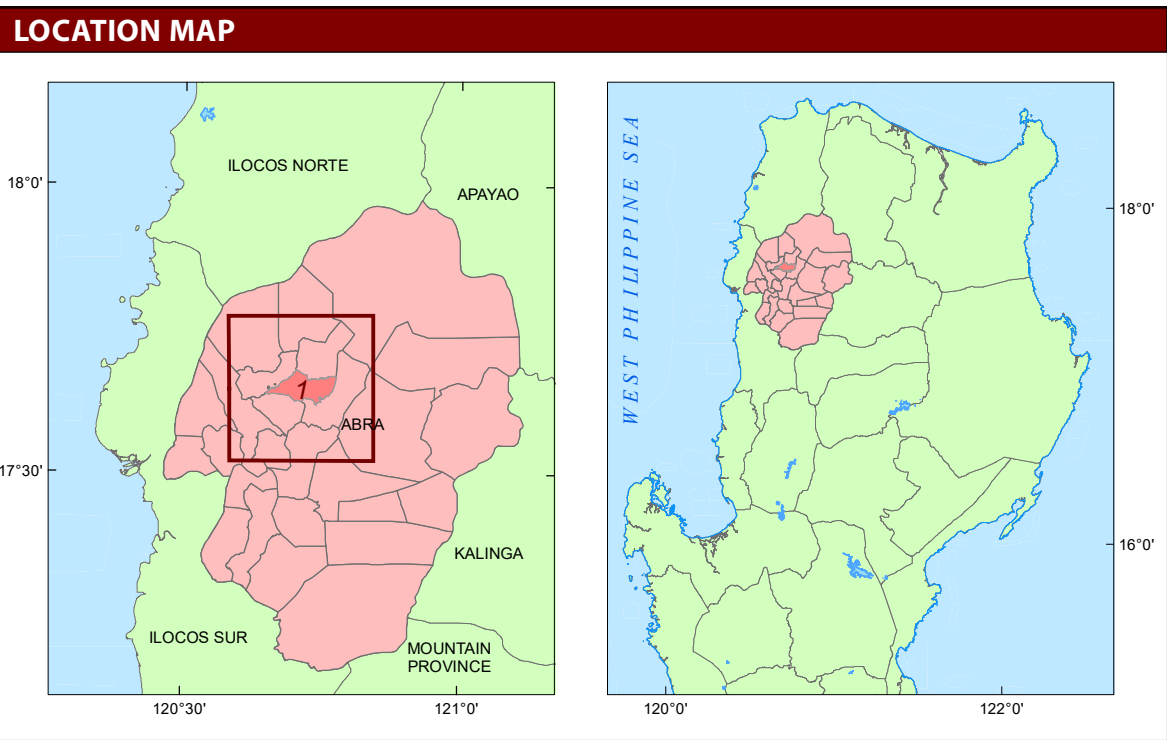 LOCATION MAP
ILOCOS NORTE
APAYAO
18°0'
1
ABRA
17°30'
KALINGA
ILOCOS SUR
MOUNTAIN
PROVINCE
120°30'
121°0'
WEST PHILIPPINE SEA
18°0'
16°0'
120°0'
122°0'